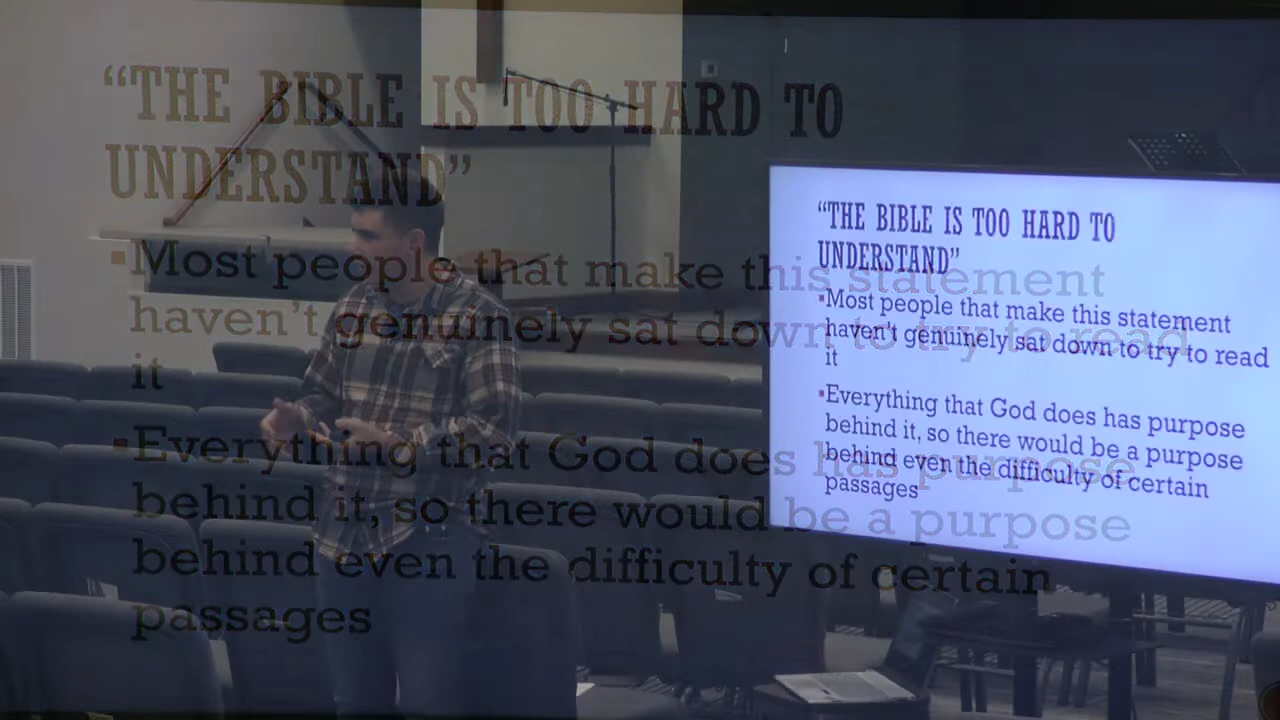 “THE BIBLE IS TOO HARD TO
UNDERSTAND”
▪Most people that make this statement
haven’t genuinely sat down to try to read
it
▪Everything that God does has purpose
behind it, so there would be a purpose
behind even the difficulty of certain
passages
“THE BIBLE IS TOO HARD TO
UNDERSTAND”
▪Most people that make this statement
haven't genuinely sat down to try to read
it
▪Everything that God does has purpose
behind it, so there would be a purpose
behind even the difficulty of certain
passages